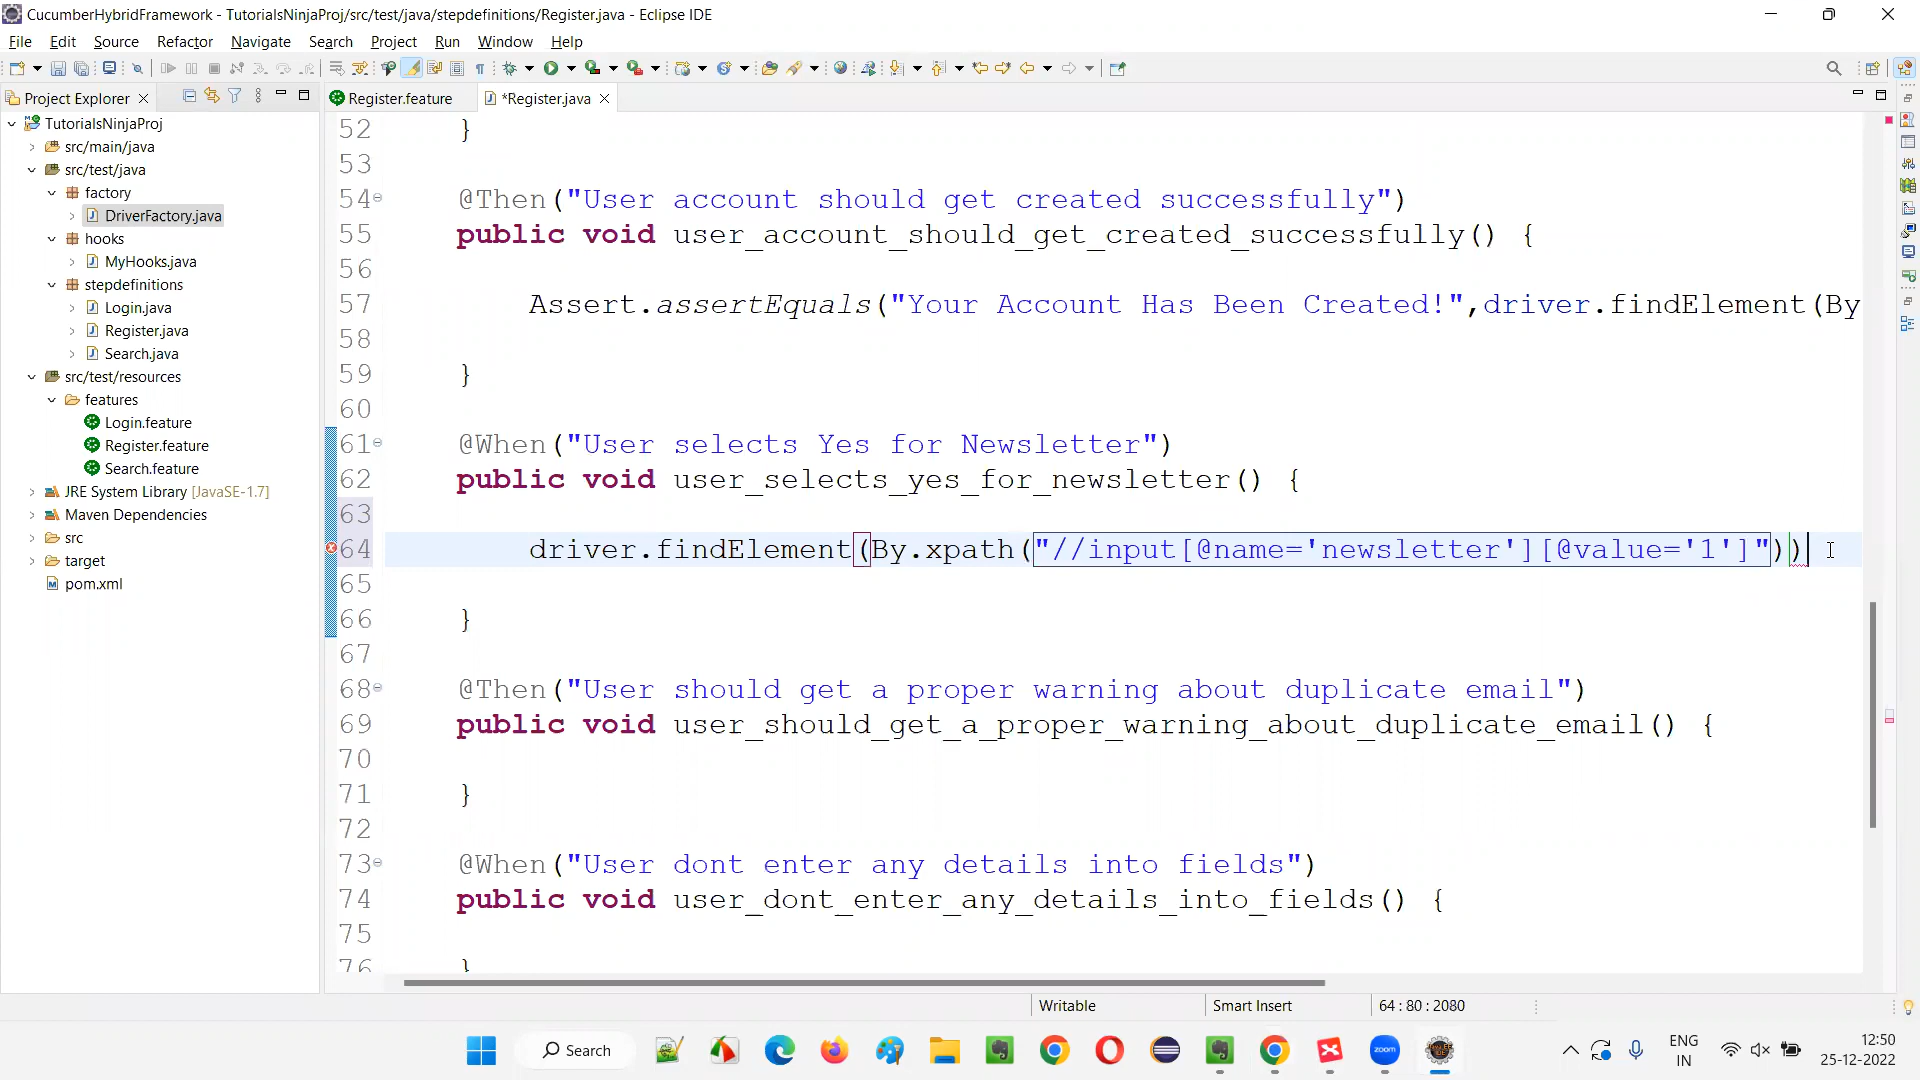 CucumberHybridFramework - TutorialsNinjaProj/src/test/java/stepdefinitions/Register.java - Eclipse IDE
File Edit Source Refactor Navigate Search Project Run Window Help
Project Explorer
TutorialsNinjaProj
src/main/java
src/test/java
factory
DriverFactory.java
hooks
MyHooks.java
stepdefinitions
Login.java
Register.java
Search.java
src/test/resources
features
Login.feature
Register.feature
Search.feature
JRE System Library [JavaSE-1.7]
Maven Dependencies
src
target
pom.xml
Register.feature *Register.java
52 }
53
54 @Then("User account should get created successfully")
55 public void user_account_should_get_created_successfully() {
56
57 Assert.assertEquals("Your Account Has Been Created!",driver.findElement(By
58
59 }
60
61 @When("User selects Yes for Newsletter")
62 public void user_selects_yes_for_newsletter() {
63
64 driver.findElement(By.xpath("//input[@name='newsletter'][@value='1']"))
65
66 }
67
68 @Then("User should get a proper warning about duplicate email")
69 public void user_should_get_a_proper_warning_about_duplicate_email() {
70
71 }
72
73 @When("User dont enter any details into fields")
74 public void user_dont_enter_any_details_into_fields() {
75
76 }
Writable Smart Insert 64 : 80 : 2080
Search
zoom
ENG
IN
12:50
25-12-2022